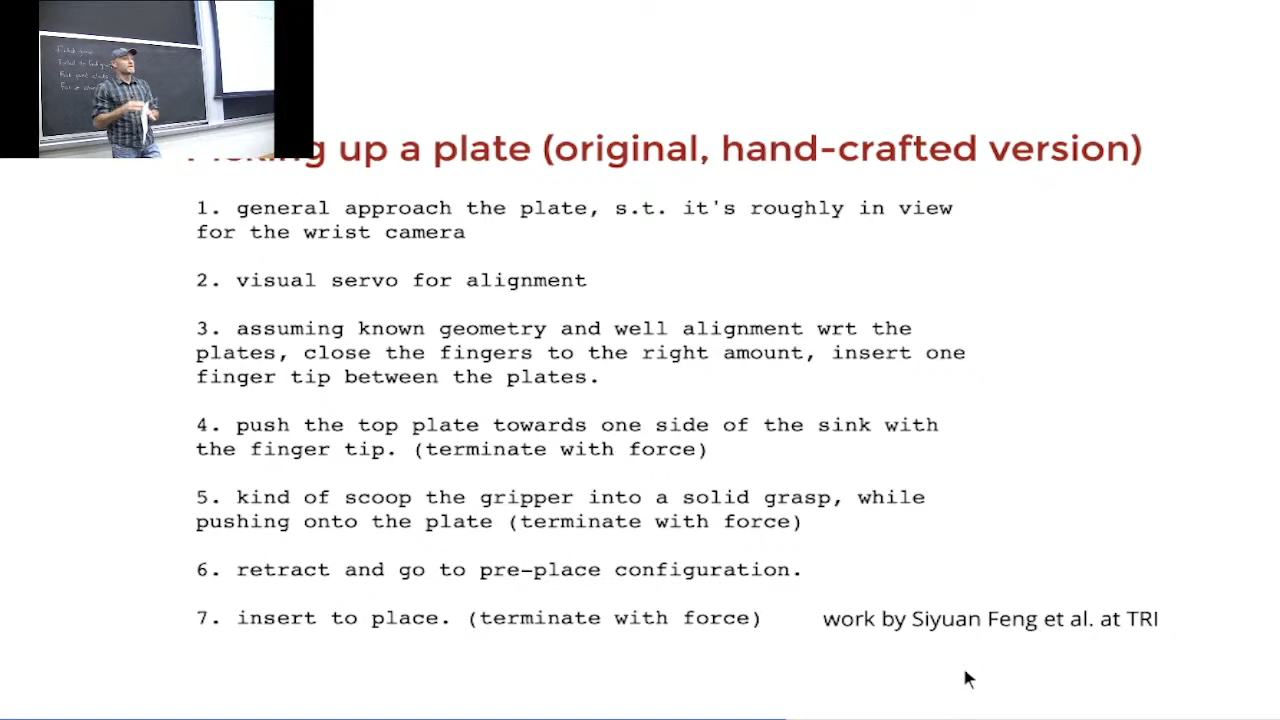 up a plate (original, hand-crafted version)
1. general approach the plate, s.t. it's roughly in view
for the wrist camera
2. visual servo for alignment
3. assuming known geometry and well alignment wrt the
plates, close the fingers to the right amount, insert one
finger tip between the plates.
4. push the top plate towards one side of the sink with
the finger tip. (terminate with force)
5. kind of scoop the gripper into a solid grasp, while
pushing onto the plate (terminate with force)
6. retract and go to pre-place configuration.
7. insert to place. (terminate with force)
work by Siyuan Feng et al. at TRI